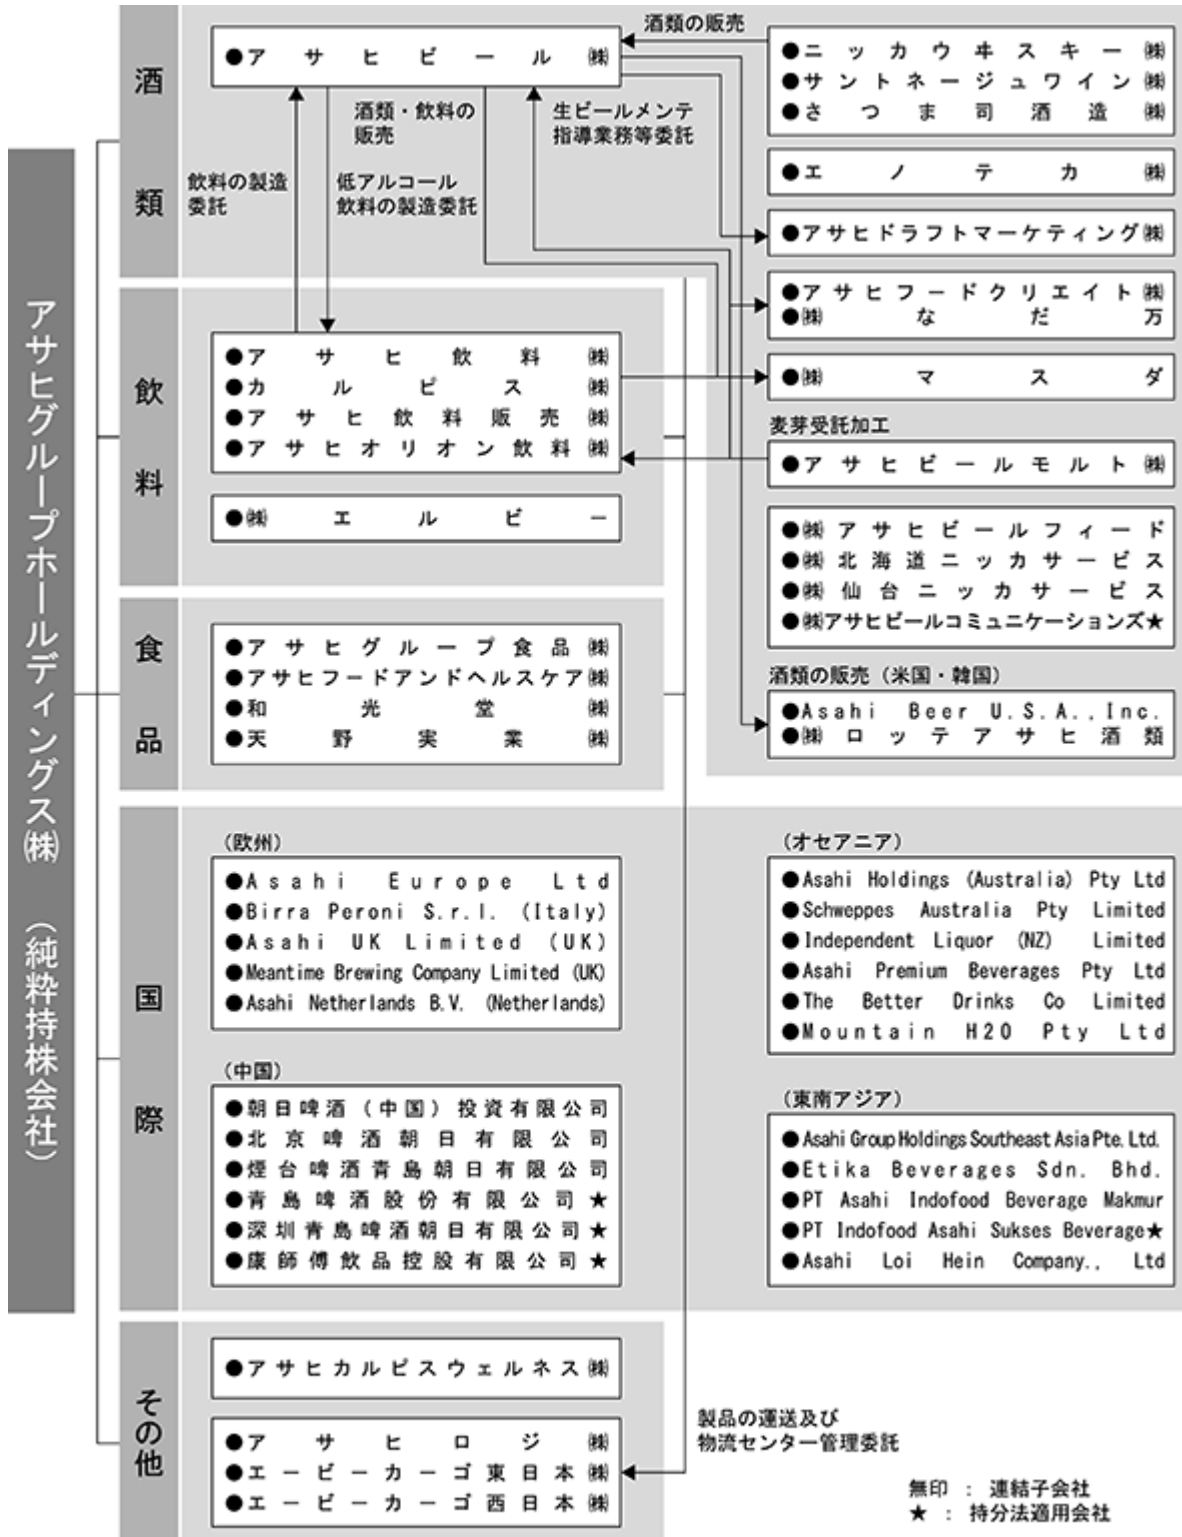 アサヒグループホールディングス㈱　（純粋持株会社）
酒類
●アサヒビール㈱
酒類の販売
●ニッカウヰスキー㈱
●サントネージュワイン㈱
●さつま司酒造㈱
酒類・飲料の
販売
生ビールメンテ
指導業務等委託
●エノテカ㈱
飲料の製造
委託
低アルコール
飲料の製造委託
●アサヒドラフトマーケティング㈱
●アサヒフードクリエイト㈱
●㈱なだ万
●㈱マスダ
麦芽受託加工
●アサヒビールモルト㈱
●㈱アサヒビールフィード
●㈱北海道ニッカサービス
●㈱仙台ニッカサービス
●㈱アサヒビールコミュニケーションズ★
酒類の販売（米国・韓国）
●Asahi Beer U.S.A.,Inc.
●㈱ロッテアサヒ酒類
飲料
●アサヒ飲料㈱
●カルピス㈱
●アサヒ飲料販売㈱
●アサヒオリオン飲料㈱
●㈱エルビー
食品
●アサヒグループ食品㈱
●アサヒフードアンドヘルスケア㈱
●和光堂㈱
●天野実業㈱
国際
（欧州）
●Asahi Europe Ltd
●Birra Peroni S.r.l. (Italy)
●Asahi UK Limited (UK)
●Meantime Brewing Company Limited (UK)
●Asahi Netherlands B.V. (Netherlands)
（オセアニア）
●Asahi Holdings (Australia) Pty Ltd
●Schweppes Australia Pty Limited
●Independent Liquor (NZ) Limited
●Asahi Premium Beverages Pty Ltd
●The Better Drinks Co Limited
●Mountain H2O Pty Ltd
（中国）
●朝日啤酒（中国）投資有限公司
●北京啤酒朝日有限公司
●煙台啤酒青島朝日有限公司
●青島啤酒股份有限公司★
●深圳青島啤酒朝日有限公司★
●康師傅飲品控股有限公司★
（東南アジア）
●Asahi Group Holdings Southeast Asia Pte. Ltd.
●Etika Beverages Sdn. Bhd.
●PT Asahi Indofood Beverage Makmur
●PT Indofood Asahi Sukses Beverage★
●Asahi Loi Hein Company., Ltd
その他
●アサヒカルピスウェルネス㈱
●アサヒロジ㈱
●エービーカーゴ東日本㈱
●エービーカーゴ西日本㈱
製品の運送及び
物流センター管理委託
無印 ： 連結子会社
★ ： 持分法適用会社